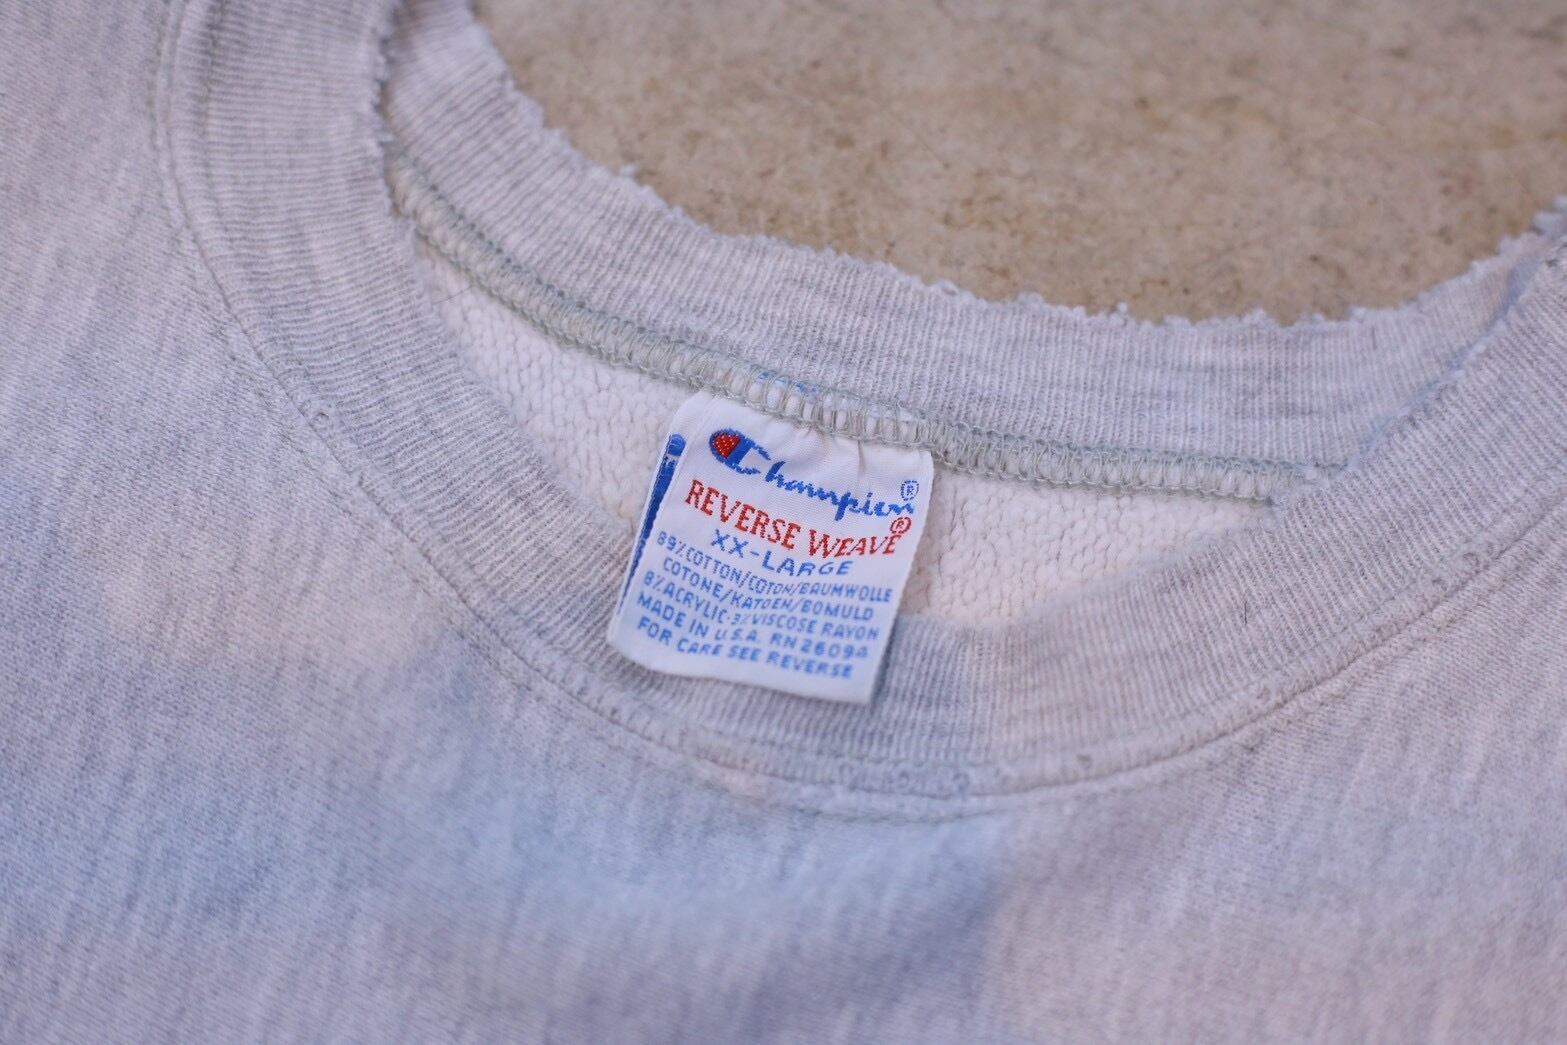 Champion®
REVERSE WEAVE®
XX-LARGE
89% COTTON/COTON/BAUMWOLLE
COTONE/KATOEN/BOMULD
8% ACRYLIC·3% VISCOSE RAYON
MADE IN U.S.A. RN 26094
FOR CARE SEE REVERSE